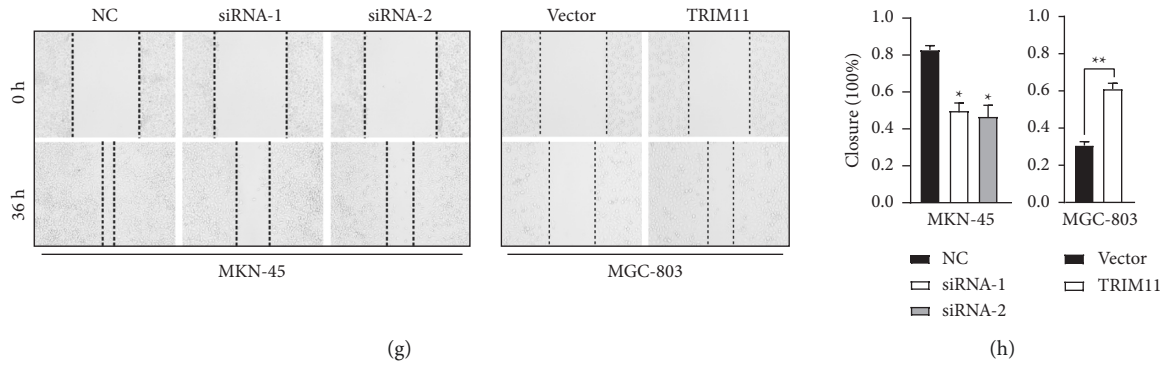 NC siRNA-1 siRNA-2 Vector TRIM11
0 h
36 h
MKN-45 MGC-803
(g)
Closure (100%)
1.0
0.8
0.6
0.4
0.2
0.0
* *
MKN-45
NC
siRNA-1
siRNA-2
1.0
0.8
0.6
0.4
0.2
0.0
**
MGC-803
Vector
TRIM11
(h)